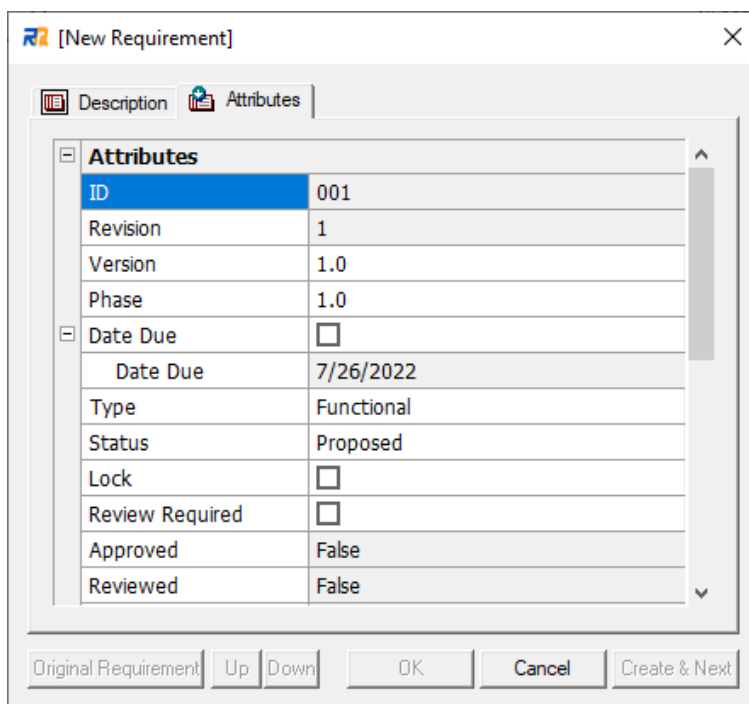 [New Requirement]
Description Attributes
Attributes
ID 001
Revision 1
Version 1.0
Phase 1.0
Date Due
Date Due 7/26/2022
Type Functional
Status Proposed
Lock
Review Required
Approved False
Reviewed False
Original Requirement Up Down OK Cancel Create & Next